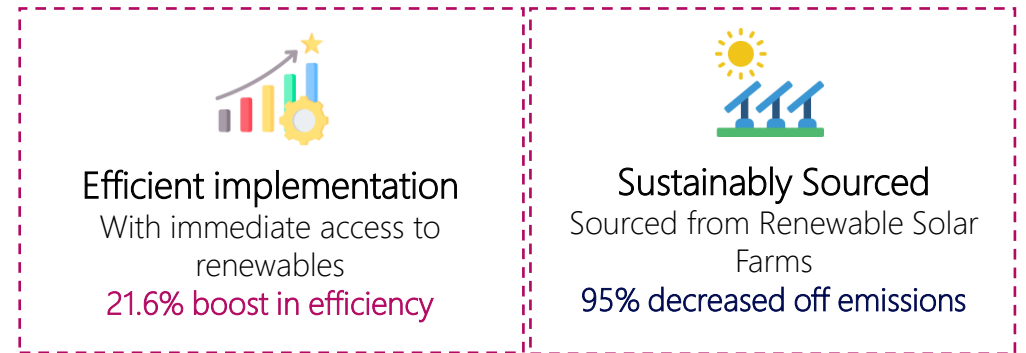 Efficient implementation
With immediate access to
renewables
21.6% boost in efficiency
Sustainably Sourced
Sourced from Renewable Solar
Farms
95% decreased off emissions